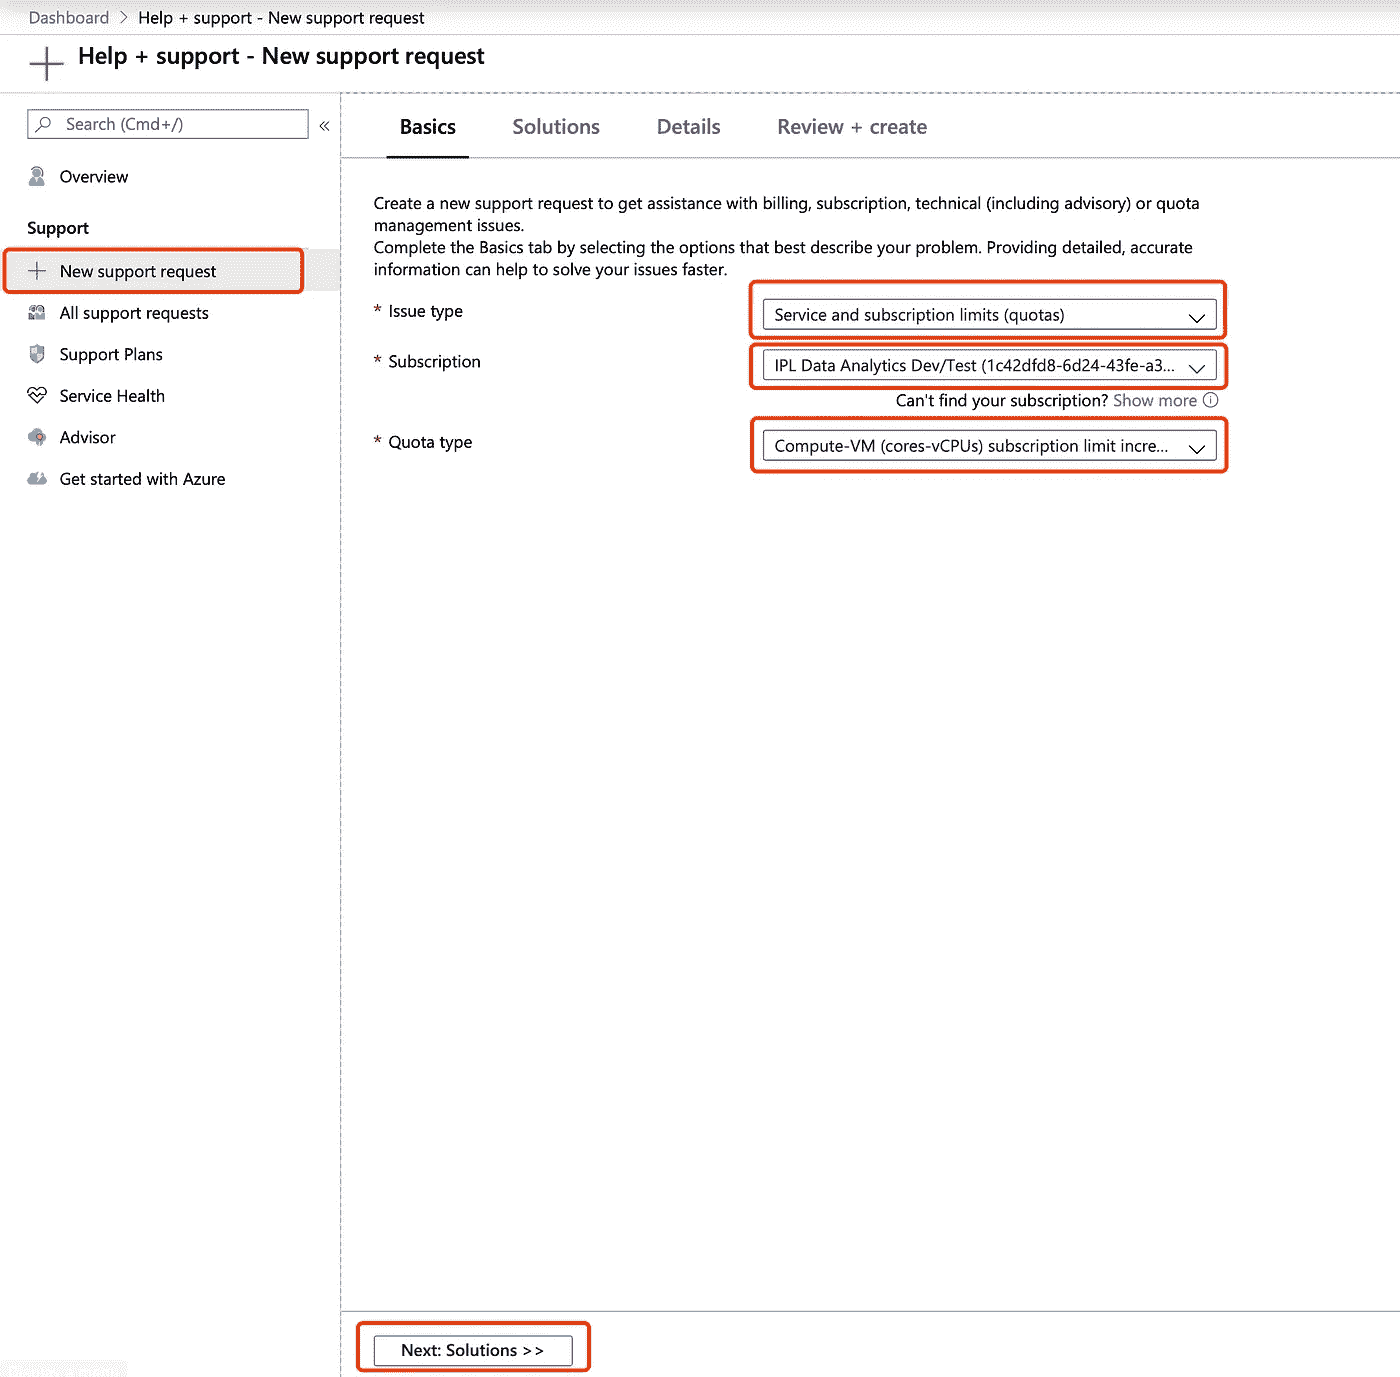 Dashboard > Help + support - New support request
Help + support - New support request
Search (Cmd+/)
«
Overview
Support
New support request
All support requests
Support Plans
Service Health
Advisor
Get started with Azure
Basics Solutions Details Review + create
Create a new support request to get assistance with billing, subscription, technical (including advisory) or quota
management issues.
Complete the Basics tab by selecting the options that best describe your problem. Providing detailed, accurate
information can help to solve your issues faster.
* Issue type Service and subscription limits (quotas)
* Subscription IPL Data Analytics Dev/Test (1c42dfd8-6d24-43fe-a3...
Can't find your subscription? Show more
* Quota type Compute-VM (cores-vCPUs) subscription limit incre...
Next: Solutions >>